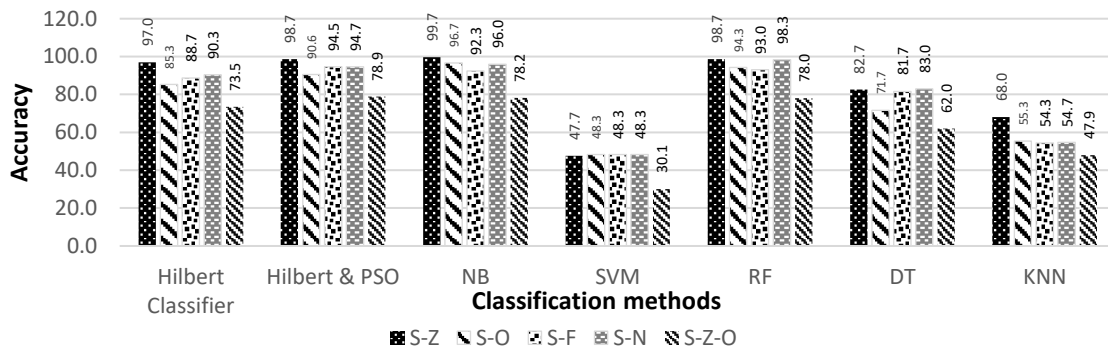 Accuracy
100.0
80.0
60.0
40.0
20.0
0.0
97.0 85.3 88.7 90.3 73.5
98.7 90.6 94.5 94.7 78.9
99.7 96.7 92.3 96.0 78.2
47.7 48.3 48.3 48.3 30.1
98.7 94.3 93.0 98.3 78.0
82.7 71.7 81.7 83.0 62.0
68.0 55.3 54.3 54.7 47.9
Hilbert Classifier
Hilbert & PSO
NB
SVM
RF
DT
KNN
Classification methods
S-Z S-O S-F S-N S-Z-O